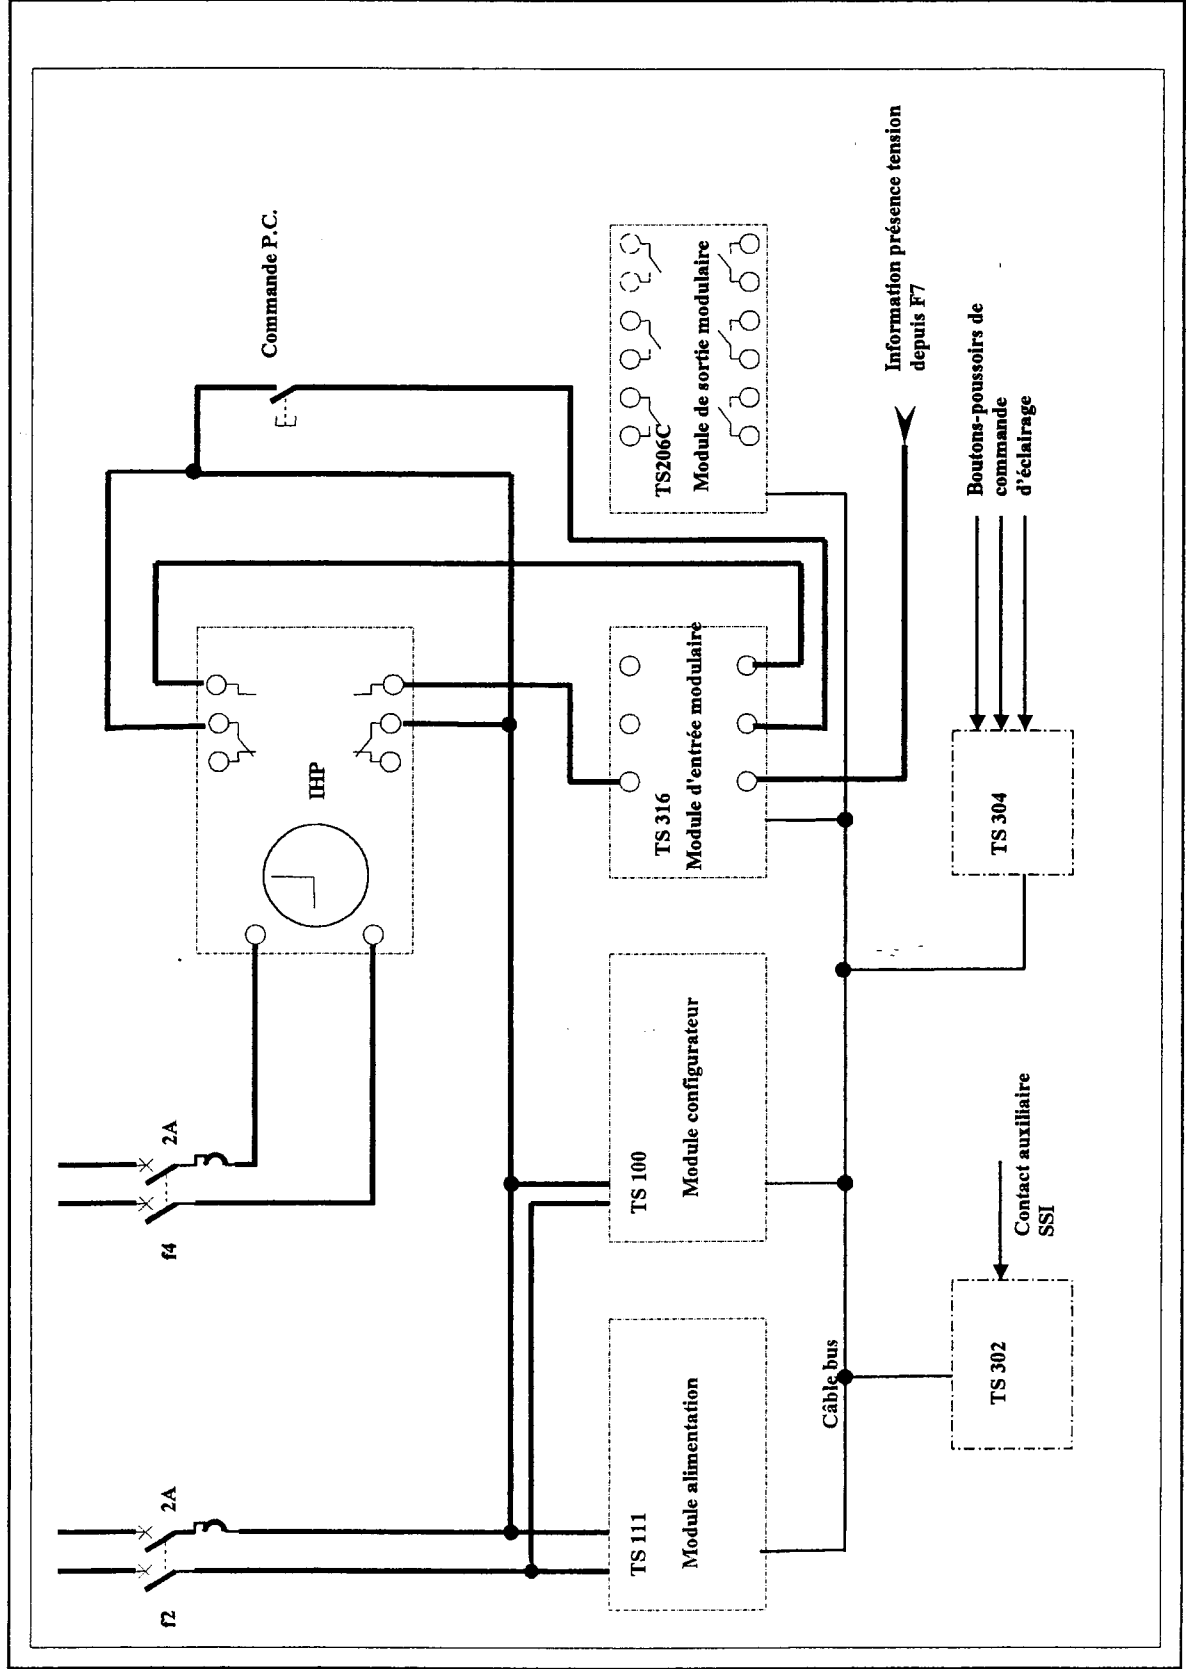 f2
2A
f4
2A
Commande P.C.
IHP
TS 111
Module alimentation
TS 100
Module configurateur
TS 316
Module d'entrée modulaire
TS206C
Module de sortie modulaire
Câble bus
Information présence tension
depuis F7
TS 302
Contact auxiliaire
SSI
TS 304
Boutons-poussoirs de
commande
d'éclairage